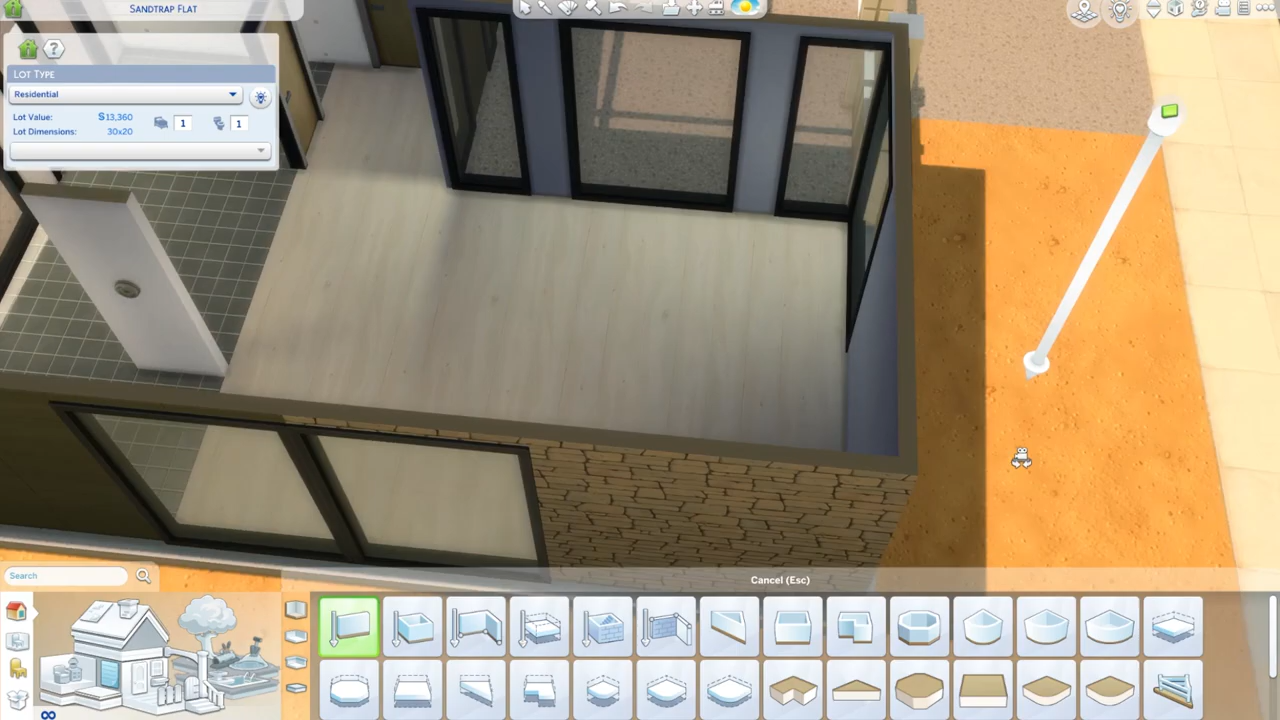 SANDTRAP FLAT
LOT TYPE
Residential
Lot Value: §13,360
1 1
Lot Dimensions: 30x20
Search
Cancel (Esc)